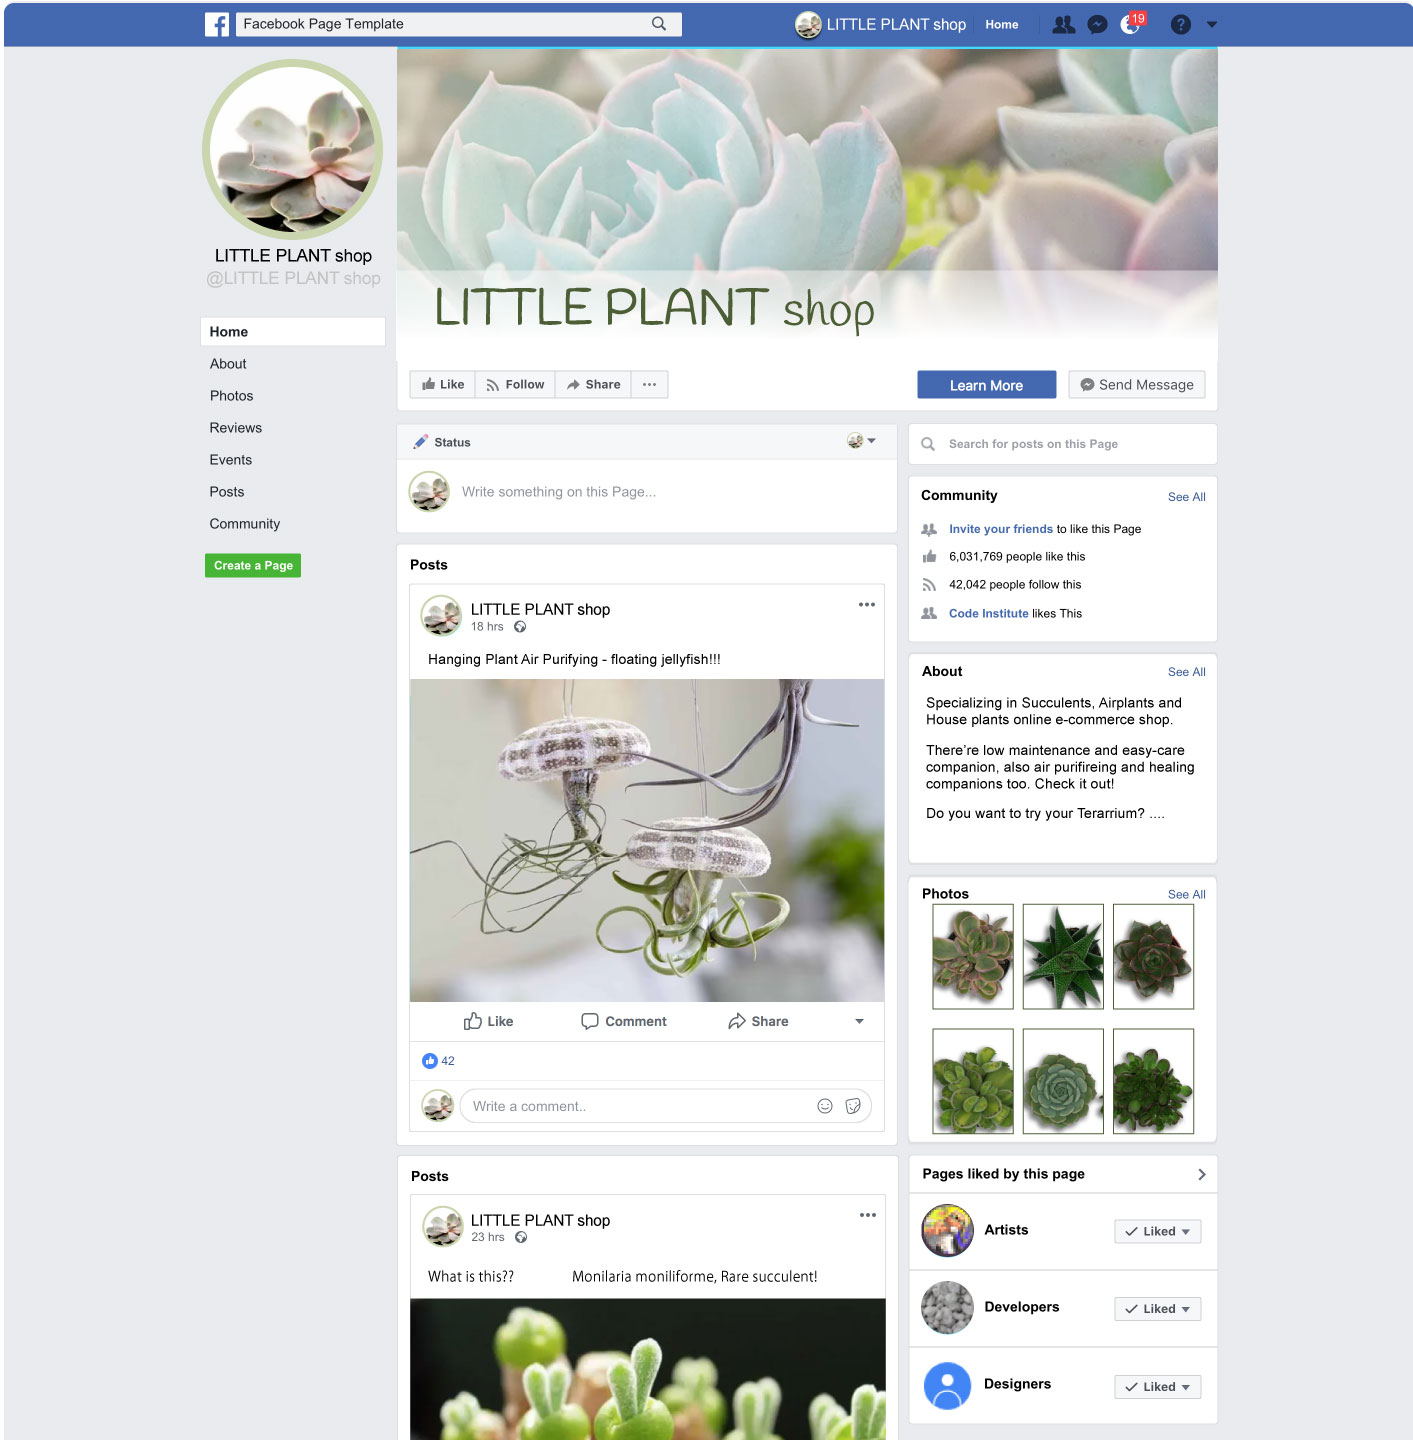 Facebook Page Template
LITTLE PLANT shop
Home
19
?
LITTLE PLANT shop
@LITTLE PLANT shop
Home
About
Photos
Reviews
Events
Posts
Community
Create a Page
LITTLE PLANT shop
Like
Follow
Share
Learn More
Send Message
Status
Write something on this Page...
Posts
LITTLE PLANT shop
18 hrs
Hanging Plant Air Purifying - floating jellyfish!!!
Like
Comment
Share
42
Write a comment..
Posts
LITTLE PLANT shop
23 hrs
What is this?? Monilaria moniliforme, Rare succulent!
Search for posts on this Page
Community
See All
Invite your friends to like this Page
6,031,769 people like this
42,042 people follow this
Code Institute likes This
About
See All
Specializing in Succulents, Airplants and
House plants online e-commerce shop.
There’re low maintenance and easy-care
companion, also air purifireing and healing
companions too. Check it out!
Do you want to try your Terarrium? ....
Photos
See All
Pages liked by this page
Artists
Liked
Developers
Liked
Designers
Liked